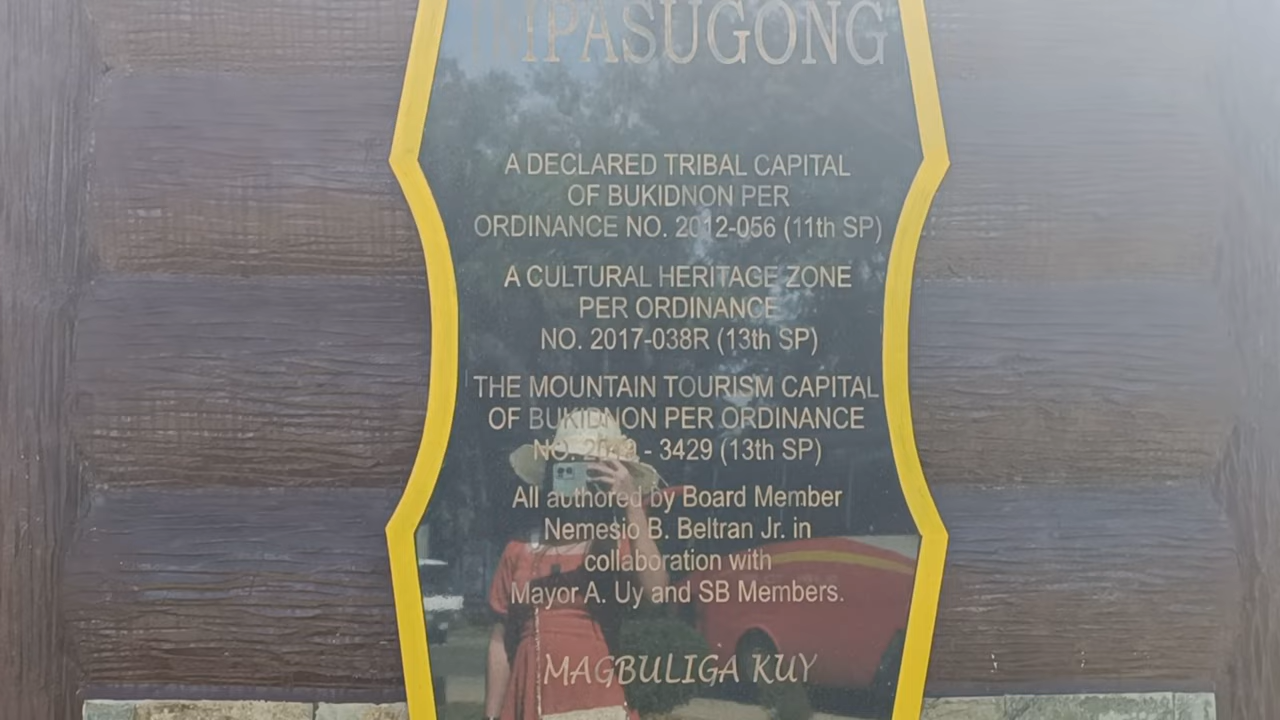 IMPASUGONG
A DECLARED TRIBAL CAPITAL
OF BUKIDNON PER
ORDINANCE NO. 2012-056 (11th SP)
A CULTURAL HERITAGE ZONE
PER ORDINANCE
NO. 2017-038R (13th SP)
THE MOUNTAIN TOURISM CAPITAL
OF BUKIDNON PER ORDINANCE
NO. - 3429 (13th SP)
All authored by Board Member
Nemesio B. Beltran Jr. in
collaboration with
Mayor A. Uy and SB Members.
MAGBULIGA KUY